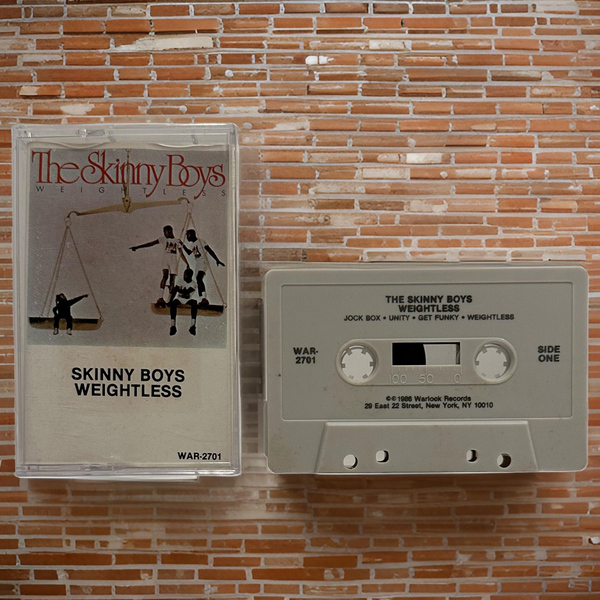 The Skinny Boys
WEIGHTLESS
SKINNY BOYS
WEIGHTLESS
WAR-2701
THE SKINNY BOYS
WEIGHTLESS
JOCK BOX • UNITY • GET FUNKY • WEIGHTLESS
WAR-
2701
SIDE
ONE
OO 50 0
℗©1986 Warlock Records
29 East 22 Street, New York, NY 10010